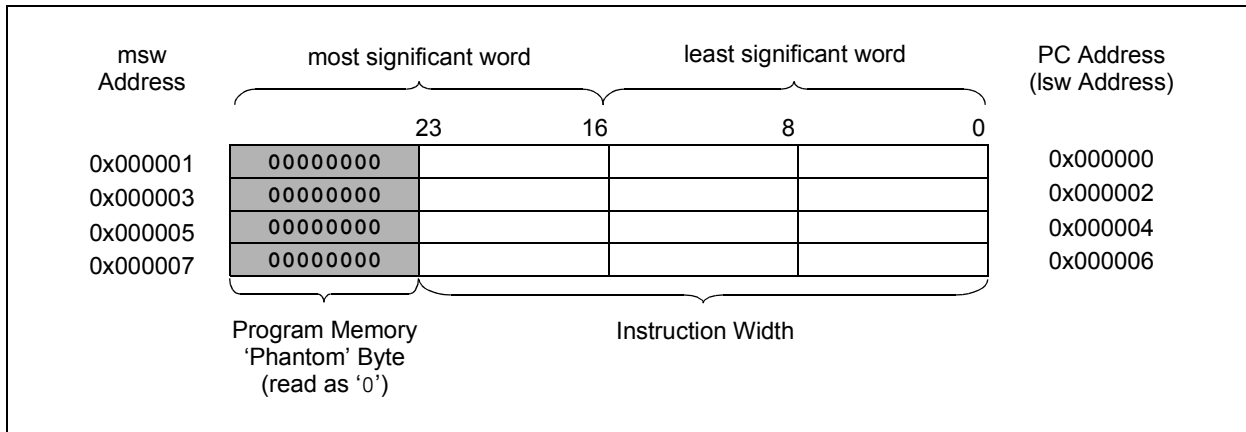 msw
Address
most significant word
least significant word
PC Address
(lsw Address)
23 16 8 0
0x000001 00000000 0x000000
0x000003 00000000 0x000002
0x000005 00000000 0x000004
0x000007 00000000 0x000006
Program Memory
‘Phantom’ Byte
(read as ‘0’)
Instruction Width